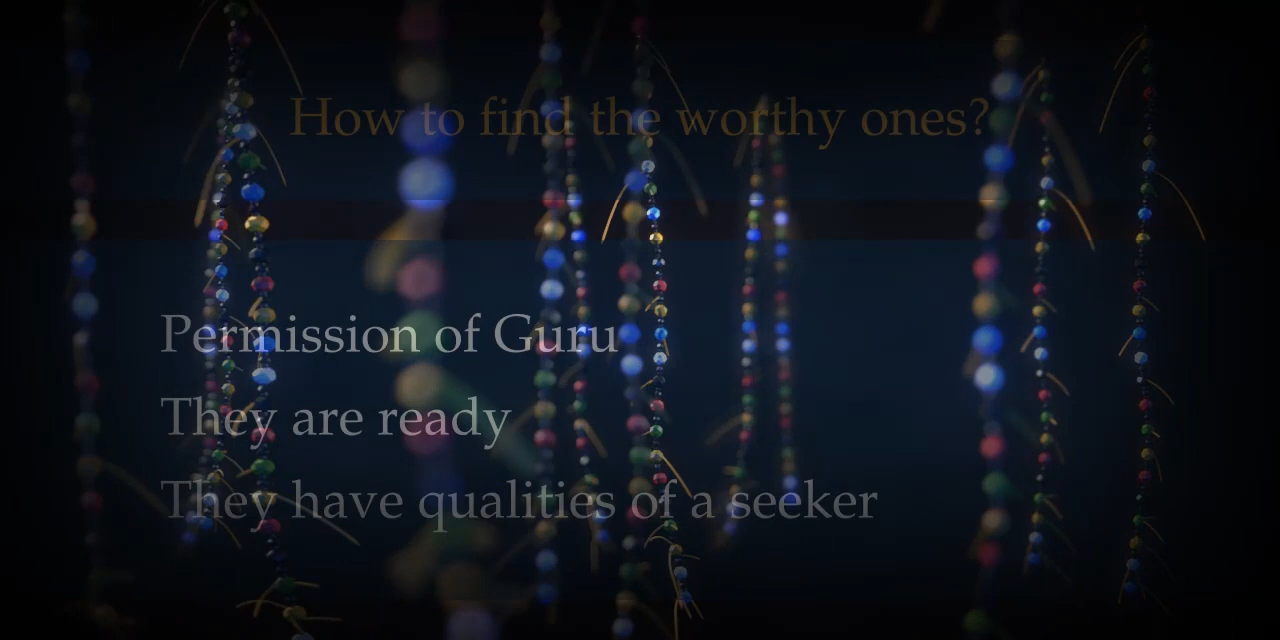 How to find the worthy ones?
Permission of Guru
They are ready
They have qualities of a seeker